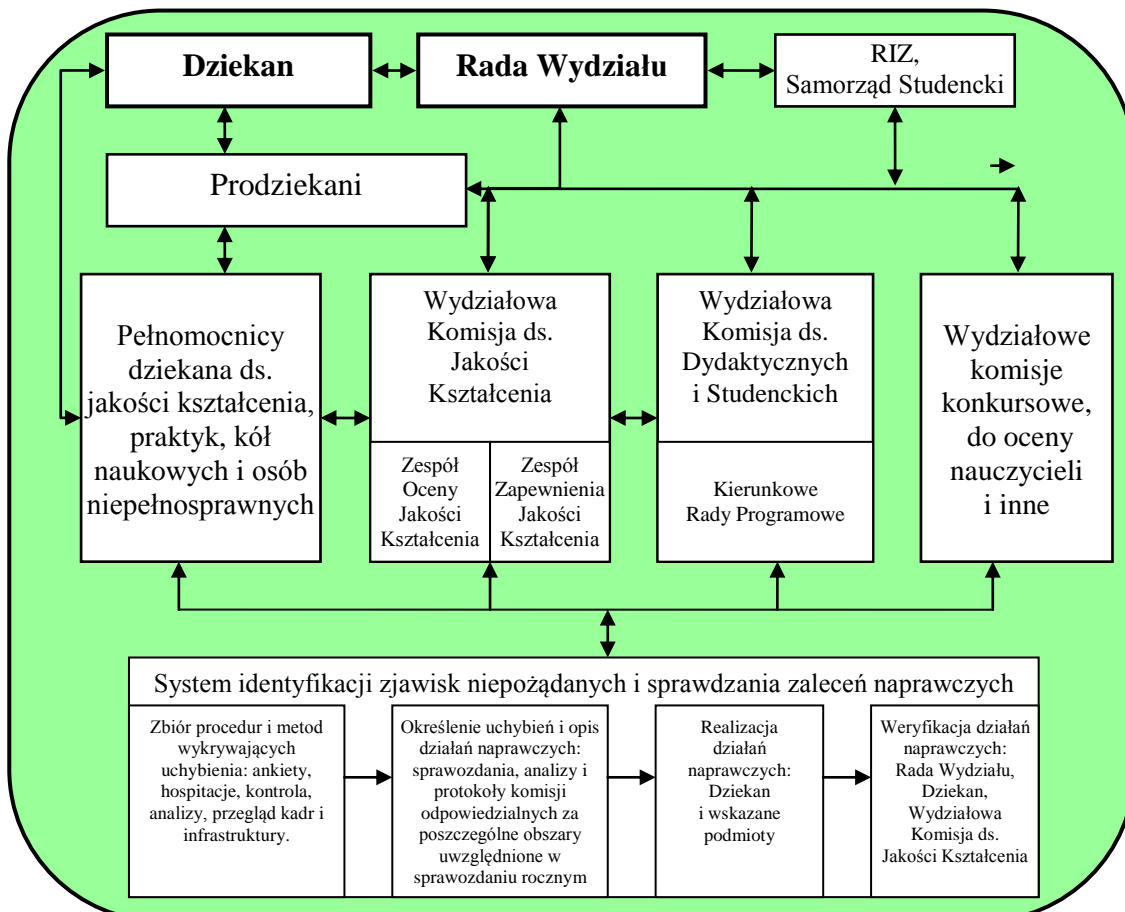 Dziekan
Rada Wydziału
RIZ,
Samorząd Studencki
Prodziekani
Pełnomocnicy
dziekana ds.
jakości kształcenia,
praktyk, kół
naukowych i osób
niepełnosprawnych
Wydziałowa
Komisja ds.
Jakości
Kształcenia
Zespół
Oceny
Jakości
Kształcenia
Zespół
Zapewnienia
Jakości
Kształcenia
Wydziałowa
Komisja ds.
Dydaktycznych
i Studenckich
Kierunkowe
Rady Programowe
Wydziałowe
komisje
konkursowe,
do oceny
nauczycieli
i inne
System identyfikacji zjawisk niepożądanych i sprawdzania zaleceń naprawczych
Zbiór procedur i metod
wykrywających
uchybienia: ankiety,
hospitacje, kontrola,
analizy, przegląd kadr i
infrastruktury.
Określenie uchybień i opis
działań naprawczych:
sprawozdania, analizy i
protokoły komisji
odpowiedzialnych za
poszczególne obszary
uwzględnione w
sprawozdaniu rocznym
Realizacja
działań
naprawczych:
Dziekan
i wskazane
podmioty
Weryfikacja działań
naprawczych:
Rada Wydziału,
Dziekan,
Wydziałowa
Komisja ds.
Jakości Kształcenia